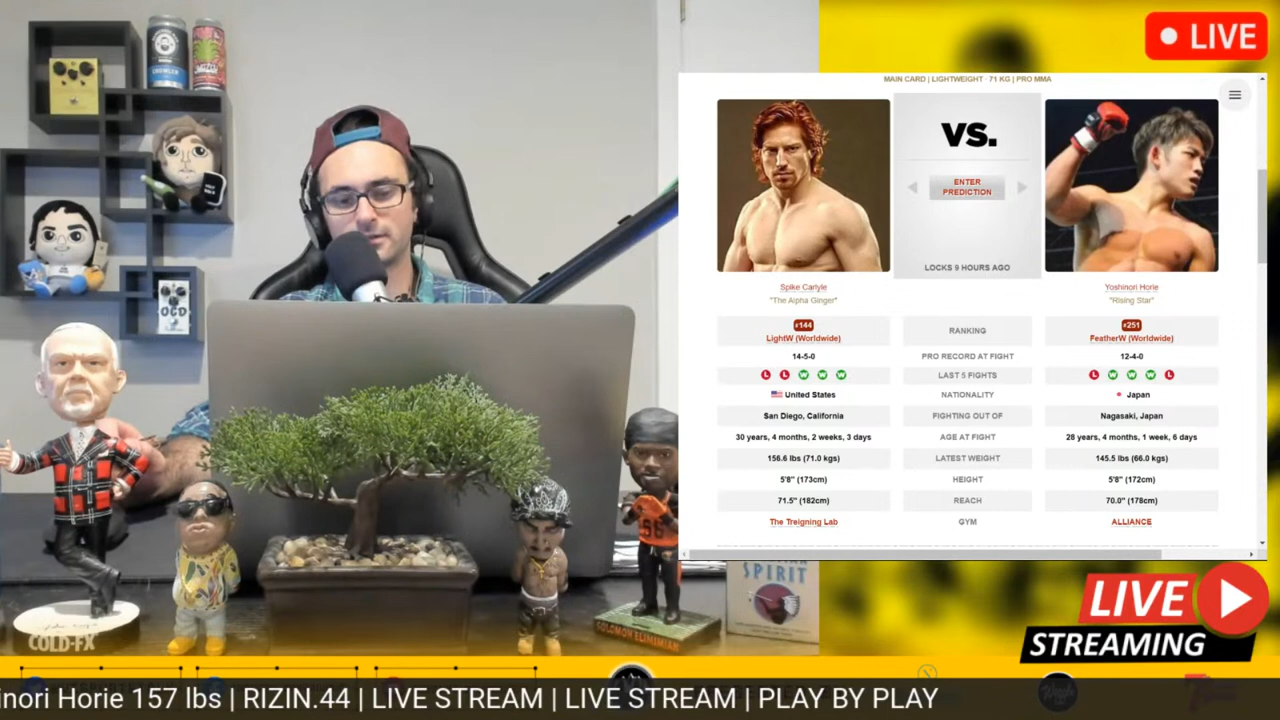 LIVE
MAIN CARD | LIGHTWEIGHT · 71 KG | PRO MMA
VS.
ENTER
PREDICTION
LOCKS 9 HOURS AGO
Spike Carlyle
Yoshinori Horie
"The Alpha Ginger"
"Rising Star"
#144
LightW (Worldwide)
RANKING
#251
FeatherW (Worldwide)
14-5-0
PRO RECORD AT FIGHT
12-4-0
L L W W W
LAST 5 FIGHTS
L W W W L
United States
NATIONALITY
Japan
San Diego, California
FIGHTING OUT OF
Nagasaki, Japan
30 years, 4 months, 2 weeks, 3 days
AGE AT FIGHT
28 years, 4 months, 1 week, 6 days
156.6 lbs (71.0 kgs)
LATEST WEIGHT
145.5 lbs (66.0 kgs)
5'8" (173cm)
HEIGHT
5'8" (172cm)
71.5" (182cm)
REACH
70.0" (178cm)
The Treigning Lab
GYM
ALLIANCE
OCD
COLD-FX
SOLOMON ELIMIMIAN
SPIRIT
LIVE
STREAMING
inori Horie 157 lbs | RIZIN.44 | LIVE STREAM | LIVE STREAM | PLAY BY PLAY